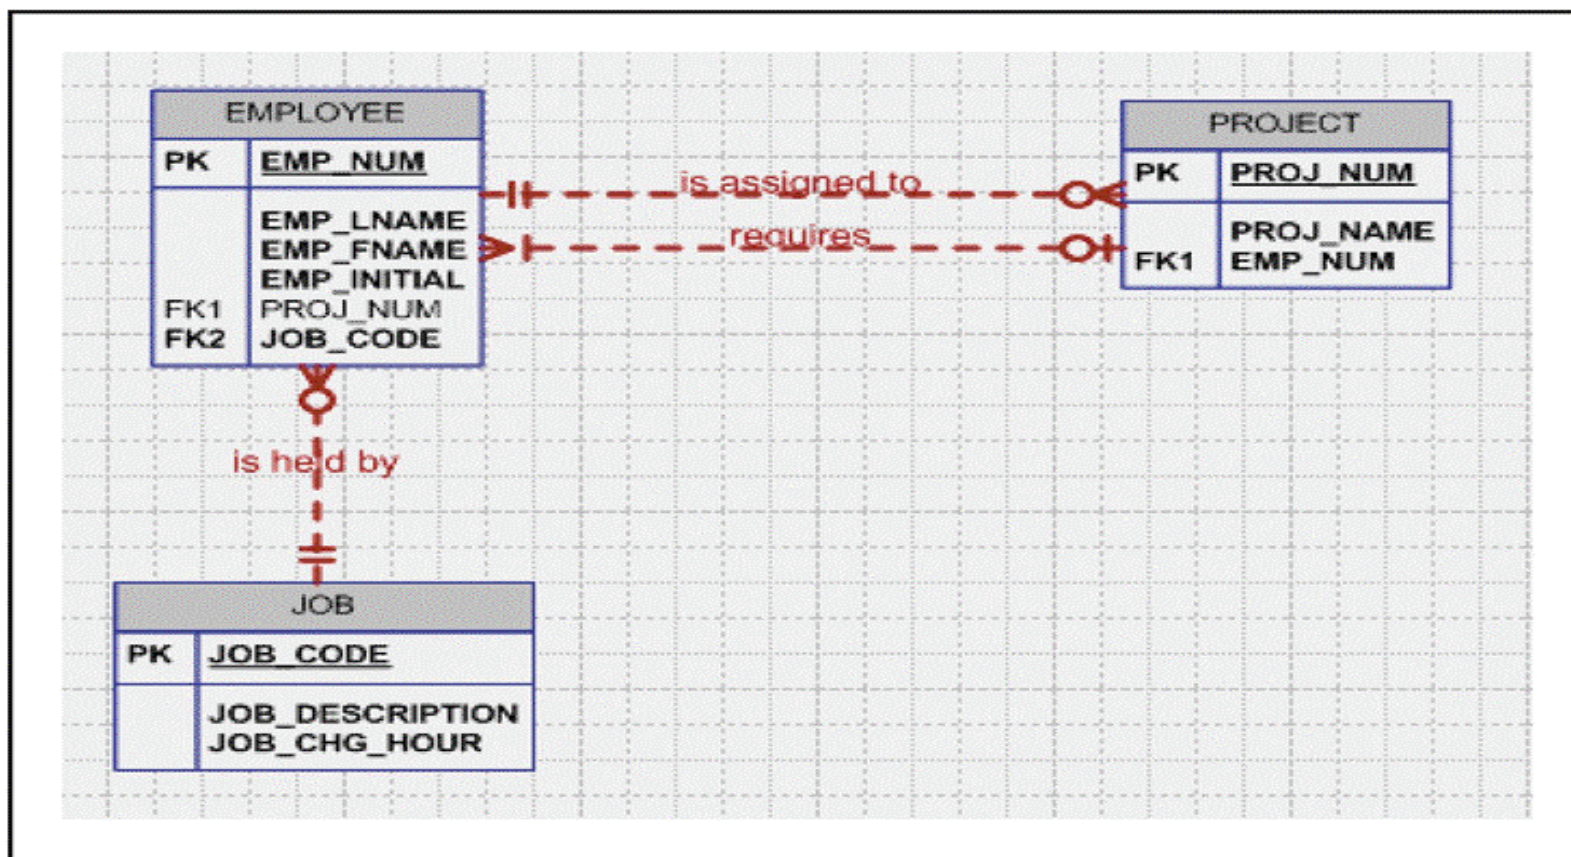 EMPLOYEE
PK EMP_NUM
EMP_LNAME
EMP_FNAME
EMP_INITIAL
FK1 PROJ_NUM
FK2 JOB_CODE
is assigned to
requires
PROJECT
PK PROJ_NUM
PROJ_NAME
FK1 EMP_NUM
is held by
JOB
PK JOB_CODE
JOB_DESCRIPTION
JOB_CHG_HOUR